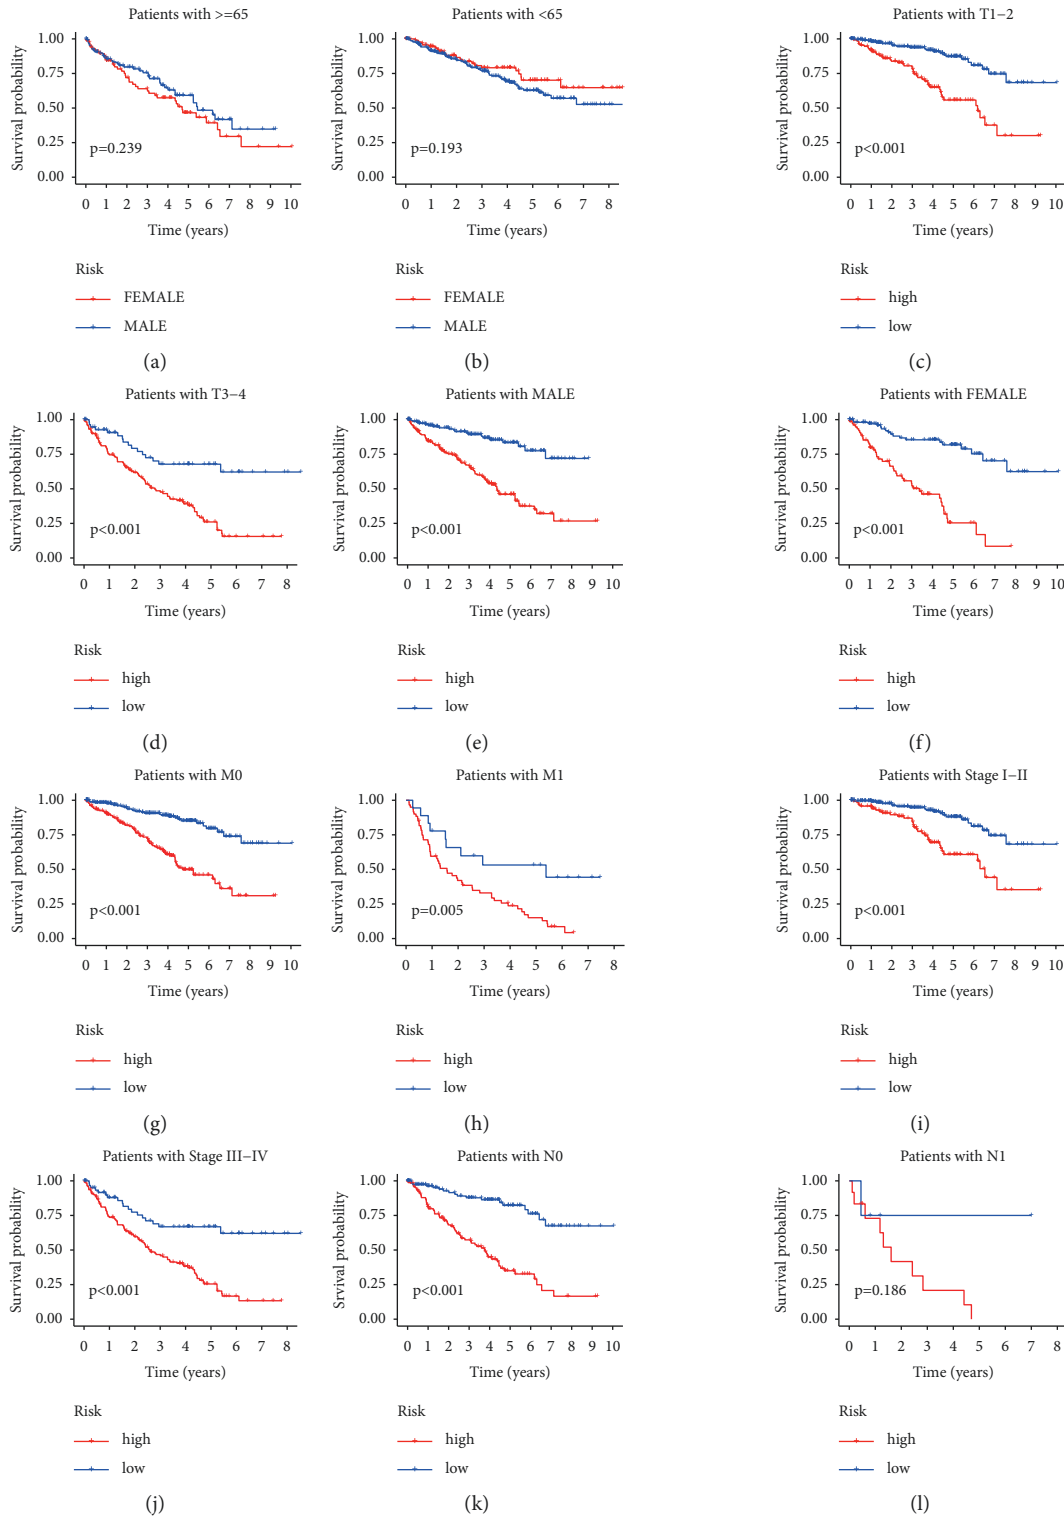 Patients with >=65
Survival probability
1.00
0.75
0.50
0.25
0.00
p=0.239
0 1 2 3 4 5 6 7 8 9 10
Time (years)
Risk
FEMALE
MALE
(a)
Patients with <65
Survival probability
1.00
0.75
0.50
0.25
0.00
p=0.193
0 1 2 3 4 5 6 7 8
Time (years)
Risk
FEMALE
MALE
(b)
Patients with T1−2
Survival probability
1.00
0.75
0.50
0.25
0.00
p<0.001
0 1 2 3 4 5 6 7 8 9 10
Time (years)
Risk
high
low
(c)
Patients with T3−4
Survival probability
1.00
0.75
0.50
0.25
0.00
p<0.001
0 1 2 3 4 5 6 7 8
Time (years)
Risk
high
low
(d)
Patients with MALE
Survival probability
1.00
0.75
0.50
0.25
0.00
p<0.001
0 1 2 3 4 5 6 7 8 9 10
Time (years)
Risk
high
low
(e)
Patients with FEMALE
Survival probability
1.00
0.75
0.50
0.25
0.00
p<0.001
0 1 2 3 4 5 6 7 8 9 10
Time (years)
Risk
high
low
(f)
Patients with M0
Survival probability
1.00
0.75
0.50
0.25
0.00
p<0.001
0 1 2 3 4 5 6 7 8 9 10
Time (years)
Risk
high
low
(g)
Patients with M1
Survival probability
1.00
0.75
0.50
0.25
0.00
p=0.005
0 1 2 3 4 5 6 7 8
Time (years)
Risk
high
low
(h)
Patients with Stage I−II
Survival probability
1.00
0.75
0.50
0.25
0.00
p<0.001
0 1 2 3 4 5 6 7 8 9 10
Time (years)
Risk
high
low
(i)
Patients with Stage III−IV
Survival probability
1.00
0.75
0.50
0.25
0.00
p<0.001
0 1 2 3 4 5 6 7 8
Time (years)
Risk
high
low
(j)
Patients with N0
Srvival probability
1.00
0.75
0.50
0.25
0.00
p<0.001
0 1 2 3 4 5 6 7 8 9 10
Time (years)
Risk
high
low
(k)
Patients with N1
Survival probability
1.00
0.75
0.50
0.25
0.00
p=0.186
0 1 2 3 4 5 6 7 8
Time (years)
Risk
high
low
(l)